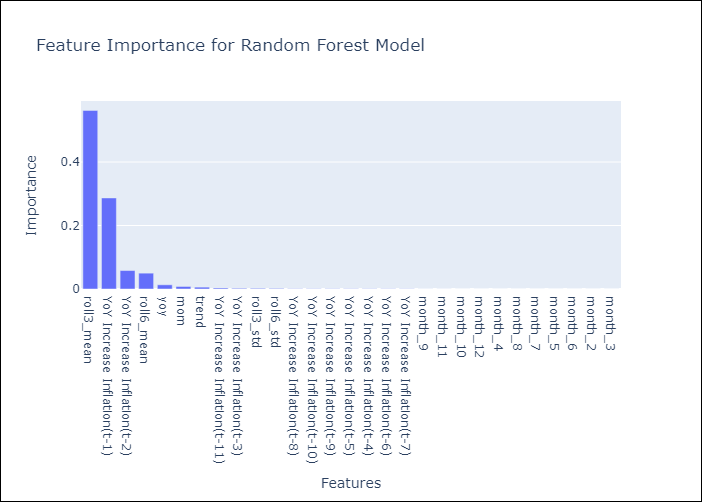 Feature Importance for Random Forest Model
Importance
0.4
0.2
0
roll3_mean
YoY Increase Inflation(t-1)
YoY Increase Inflation(t-2)
roll6_mean
yoy
mom
trend
YoY Increase Inflation(t-11)
YoY Increase Inflation(t-3)
roll3_std
roll6_std
YoY Increase Inflation(t-8)
YoY Increase Inflation(t-10)
YoY Increase Inflation(t-9)
YoY Increase Inflation(t-5)
YoY Increase Inflation(t-4)
YoY Increase Inflation(t-6)
YoY Increase Inflation(t-7)
month_9
month_11
month_10
month_12
month_4
month_8
month_7
month_5
month_6
month_2
month_3
Features